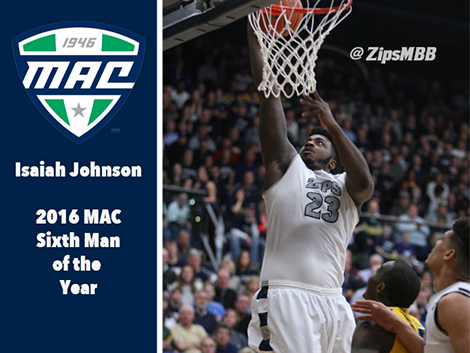 1946
MAC
Isaiah Johnson
2016 MAC
Sixth Man
of the
Year
@ZipsMBB
ZIPS
23